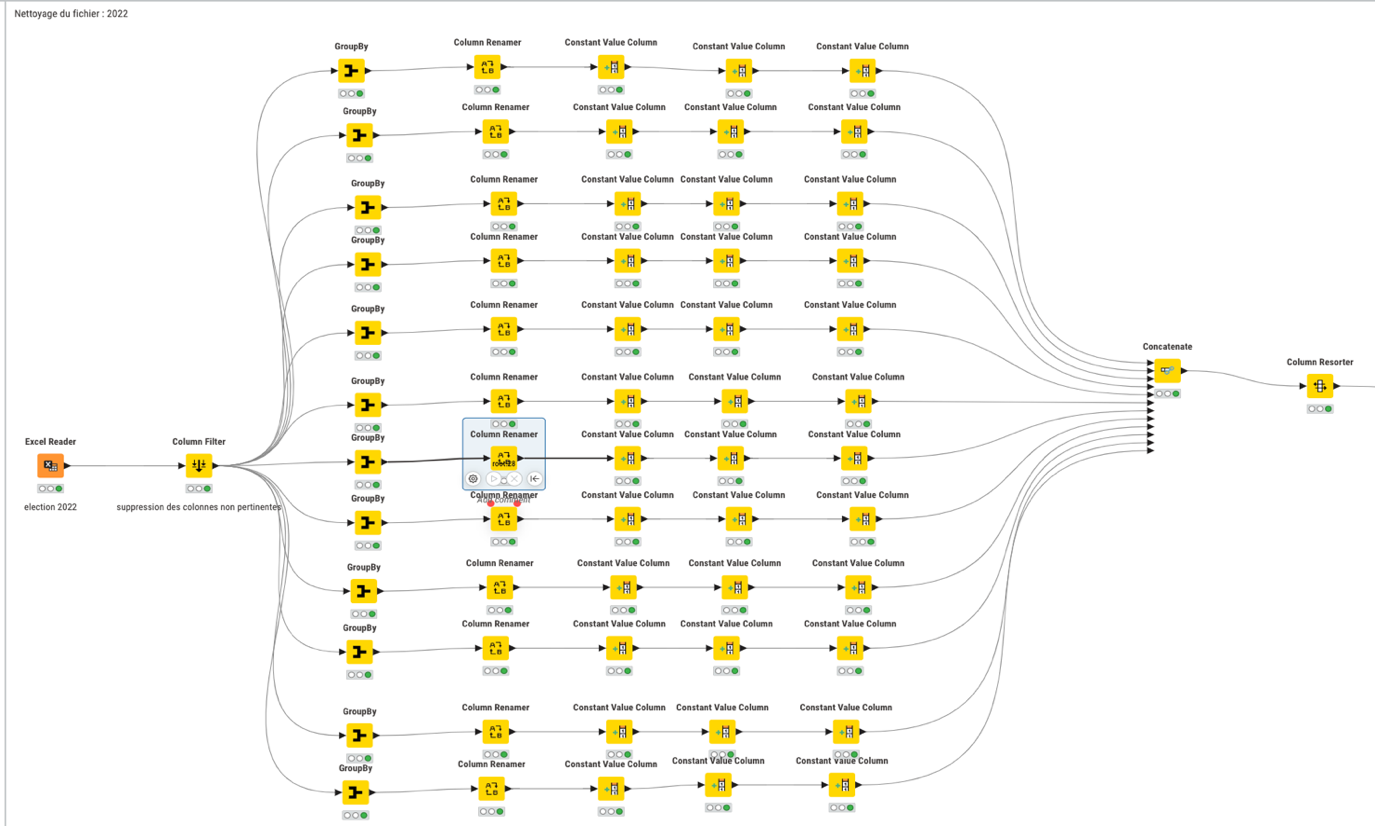 Nettoyage du fichier : 2022
GroupBy
Column Renamer
Constant Value Column
Constant Value Column
Constant Value Column
GroupBy
Column Renamer
Constant Value Column
Constant Value Column
Constant Value Column
GroupBy
Column Renamer
Constant Value Column
Constant Value Column
Constant Value Column
GroupBy
Column Renamer
Constant Value Column
Constant Value Column
Constant Value Column
GroupBy
Column Renamer
Constant Value Column
Constant Value Column
Constant Value Column
Concatenate
Column Resorter
GroupBy
Column Renamer
Constant Value Column
Constant Value Column
Constant Value Column
Excel Reader
election 2022
Column Filter
suppression des colonnes non pertinentes
GroupBy
Column Renamer
Constant Value Column
Constant Value Column
Constant Value Column
Add comment
GroupBy
Column Renamer
Constant Value Column
Constant Value Column
Constant Value Column
GroupBy
Column Renamer
Constant Value Column
Constant Value Column
Constant Value Column
GroupBy
Column Renamer
Constant Value Column
Constant Value Column
Constant Value Column
GroupBy
Column Renamer
Constant Value Column
Constant Value Column
Constant Value Column
GroupBy
Column Renamer
Constant Value Column
Constant Value Column
Constant Value Column